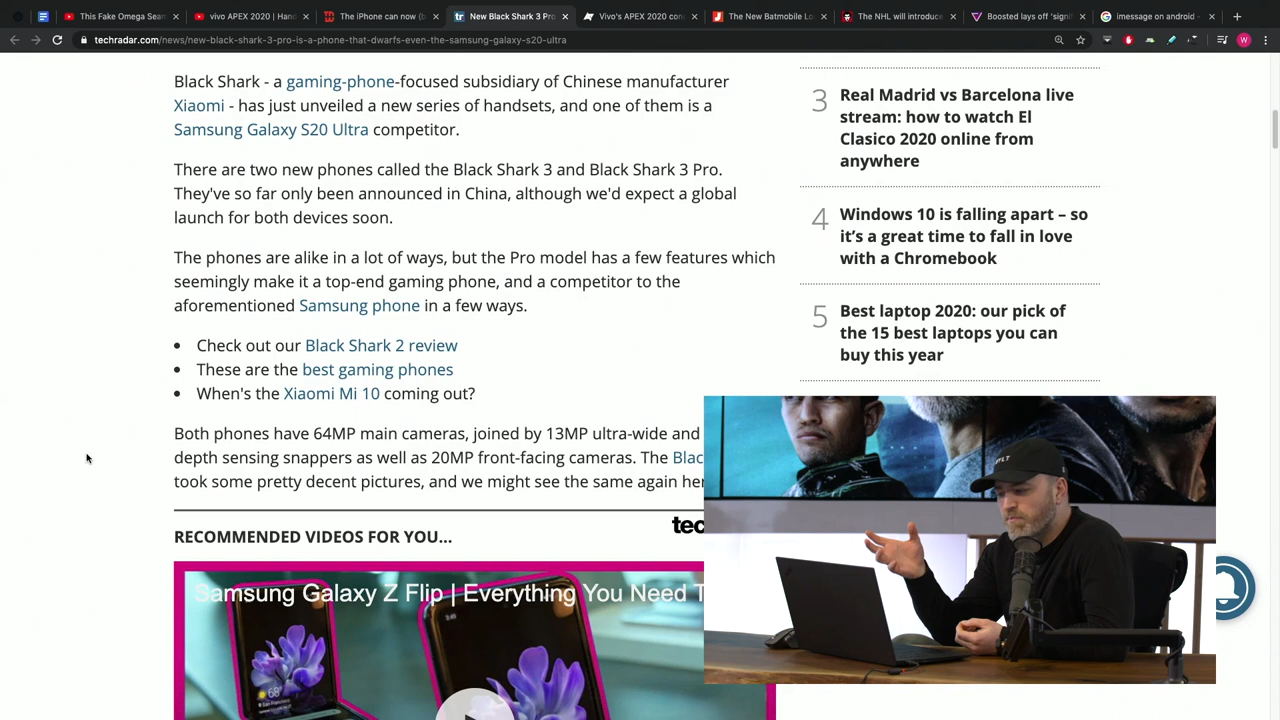 This Fake Omega Seam
vivo APEX 2020 | Hand
The iPhone can now (b
New Black Shark 3 Pro
Vivo's APEX 2020 conc
The New Batmobile Lo
The NHL will introduce
Boosted lays off 'signif
imessage on android -
W
techradar.com/news/new-black-shark-3-pro-is-a-phone-that-dwarfs-even-the-samsung-galaxy-s20-ultra
Black Shark - a gaming-phone-focused subsidiary of Chinese manufacturer
Xiaomi - has just unveiled a new series of handsets, and one of them is a
Samsung Galaxy S20 Ultra competitor.
There are two new phones called the Black Shark 3 and Black Shark 3 Pro.
They've so far only been announced in China, although we'd expect a global
launch for both devices soon.
The phones are alike in a lot of ways, but the Pro model has a few features which
seemingly make it a top-end gaming phone, and a competitor to the
aforementioned Samsung phone in a few ways.
• Check out our Black Shark 2 review
• These are the best gaming phones
• When's the Xiaomi Mi 10 coming out?
Both phones have 64MP main cameras, joined by 13MP ultra-wide and
depth sensing snappers as well as 20MP front-facing cameras. The Blac
took some pretty decent pictures, and we might see the same again her
tec
RECOMMENDED VIDEOS FOR YOU...
Samsung Galaxy Z Flip | Everything You Need T
68°
3 Real Madrid vs Barcelona live
stream: how to watch El
Clasico 2020 online from
anywhere
4 Windows 10 is falling apart – so
it's a great time to fall in love
with a Chromebook
5 Best laptop 2020: our pick of
the 15 best laptops you can
buy this year